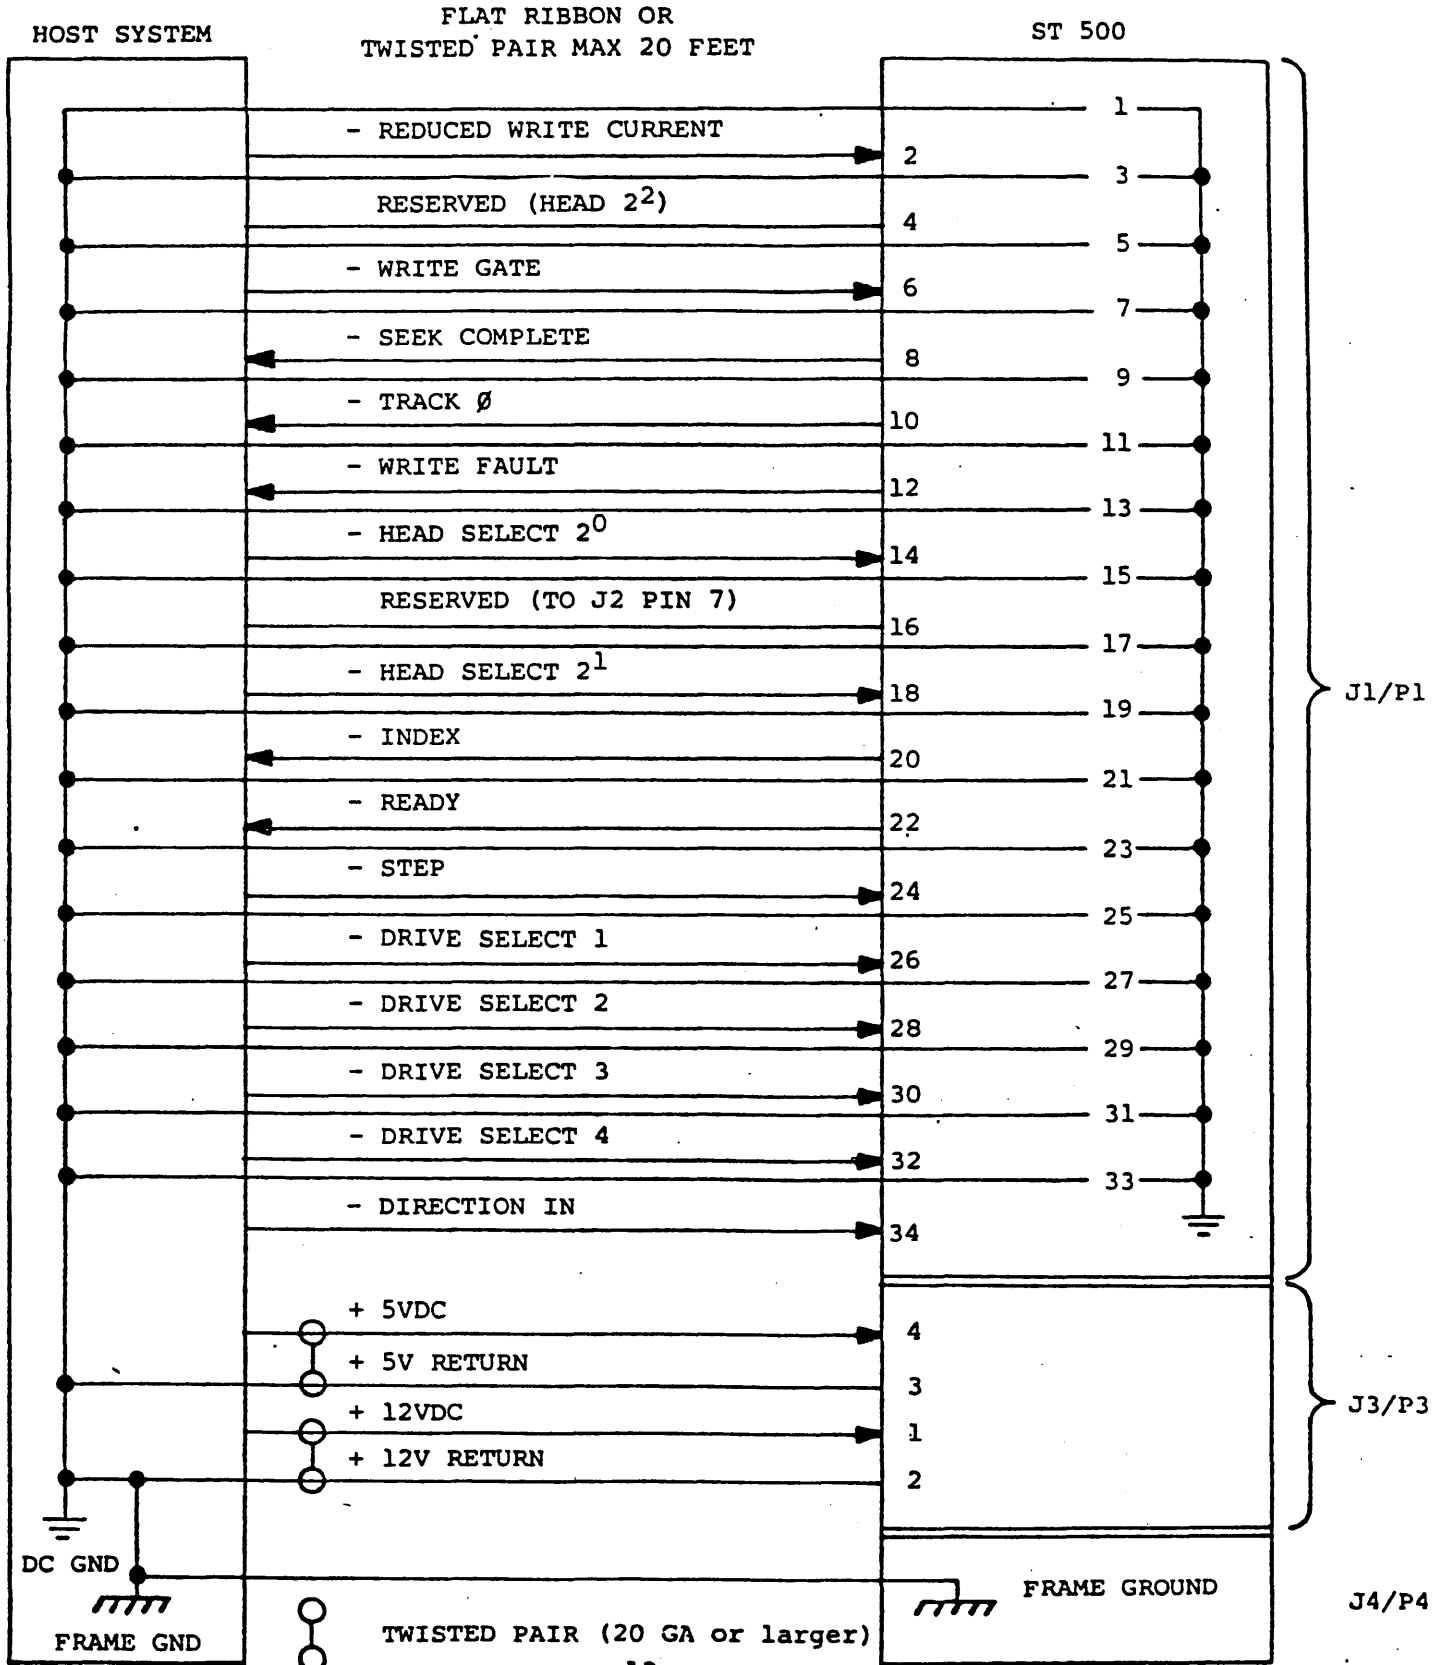 HOST SYSTEM
FLAT RIBBON OR
TWISTED PAIR MAX 20 FEET
ST 500
1
- REDUCED WRITE CURRENT
2
3
RESERVED (HEAD 2²)
4
5
- WRITE GATE
6
7
- SEEK COMPLETE
8
9
- TRACK Ø
10
11
- WRITE FAULT
12
13
- HEAD SELECT 2⁰
14
15
RESERVED (TO J2 PIN 7)
16
17
- HEAD SELECT 2¹
18
19
J1/P1
- INDEX
20
21
- READY
22
23
- STEP
24
25
- DRIVE SELECT 1
26
27
- DRIVE SELECT 2
28
29
- DRIVE SELECT 3
30
31
- DRIVE SELECT 4
32
33
- DIRECTION IN
34
+ 5VDC
4
+ 5V RETURN
3
J3/P3
+ 12VDC
1
+ 12V RETURN
2
DC GND
FRAME GROUND
J4/P4
FRAME GND
TWISTED PAIR (20 GA or larger)